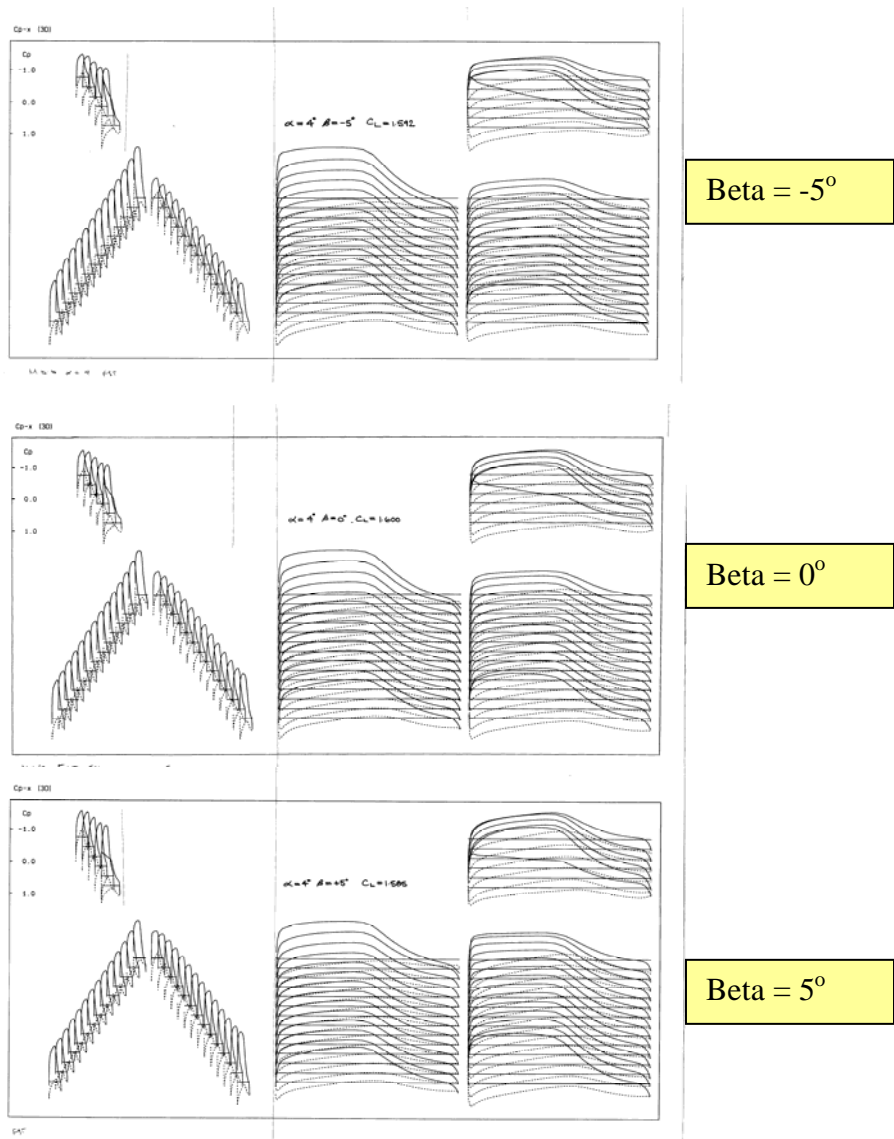 Cp-x [30]
Cp
-1.0
0.0
1.0
α=4° β=-5° CL=1.592
Beta = -5°
Cp-x [30]
Cp
-1.0
0.0
1.0
α=4° β=0°. CL=1.600
Beta = 0°
Cp-x [30]
Cp
-1.0
0.0
1.0
α=4° β=+5° CL=1.585
Beta = 5°